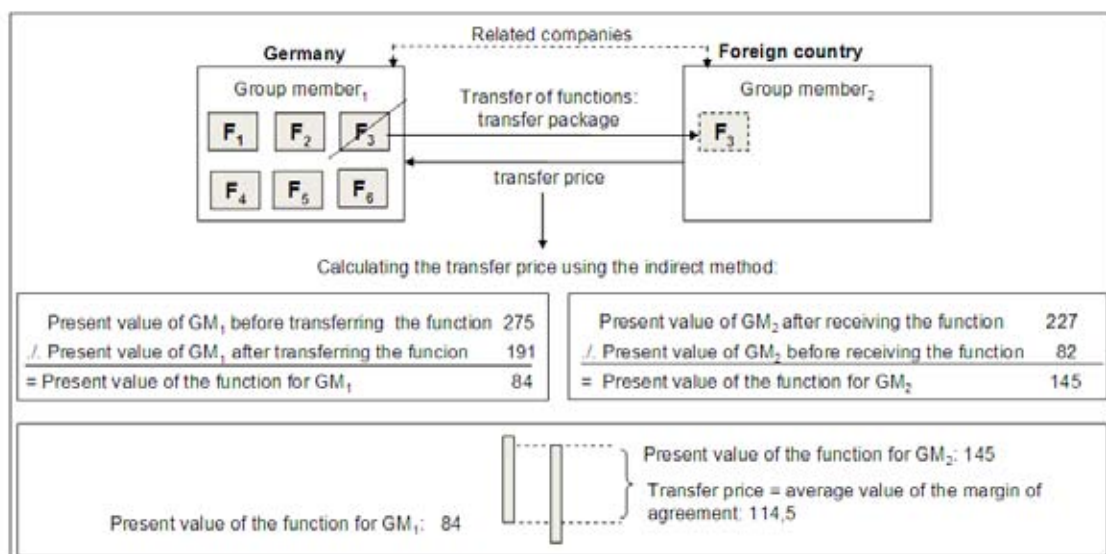 Related companies
Germany
Foreign country
Group member1
Group member2
Transfer of functions:
transfer package
F1 F2 F3
F3
transfer price
F4 F5 F6
Calculating the transfer price using the indirect method:
Present value of GM1 before transferring the function 275
./. Present value of GM1 after transferring the funcion 191
= Present value of the function for GM1 84
Present value of GM2 after receiving the function 227
./. Present value of GM2 before receiving the function 82
= Present value of the function for GM2 145
Present value of the function for GM2: 145
Transfer price = average value of the margin of
agreement: 114,5
Present value of the function for GM1: 84